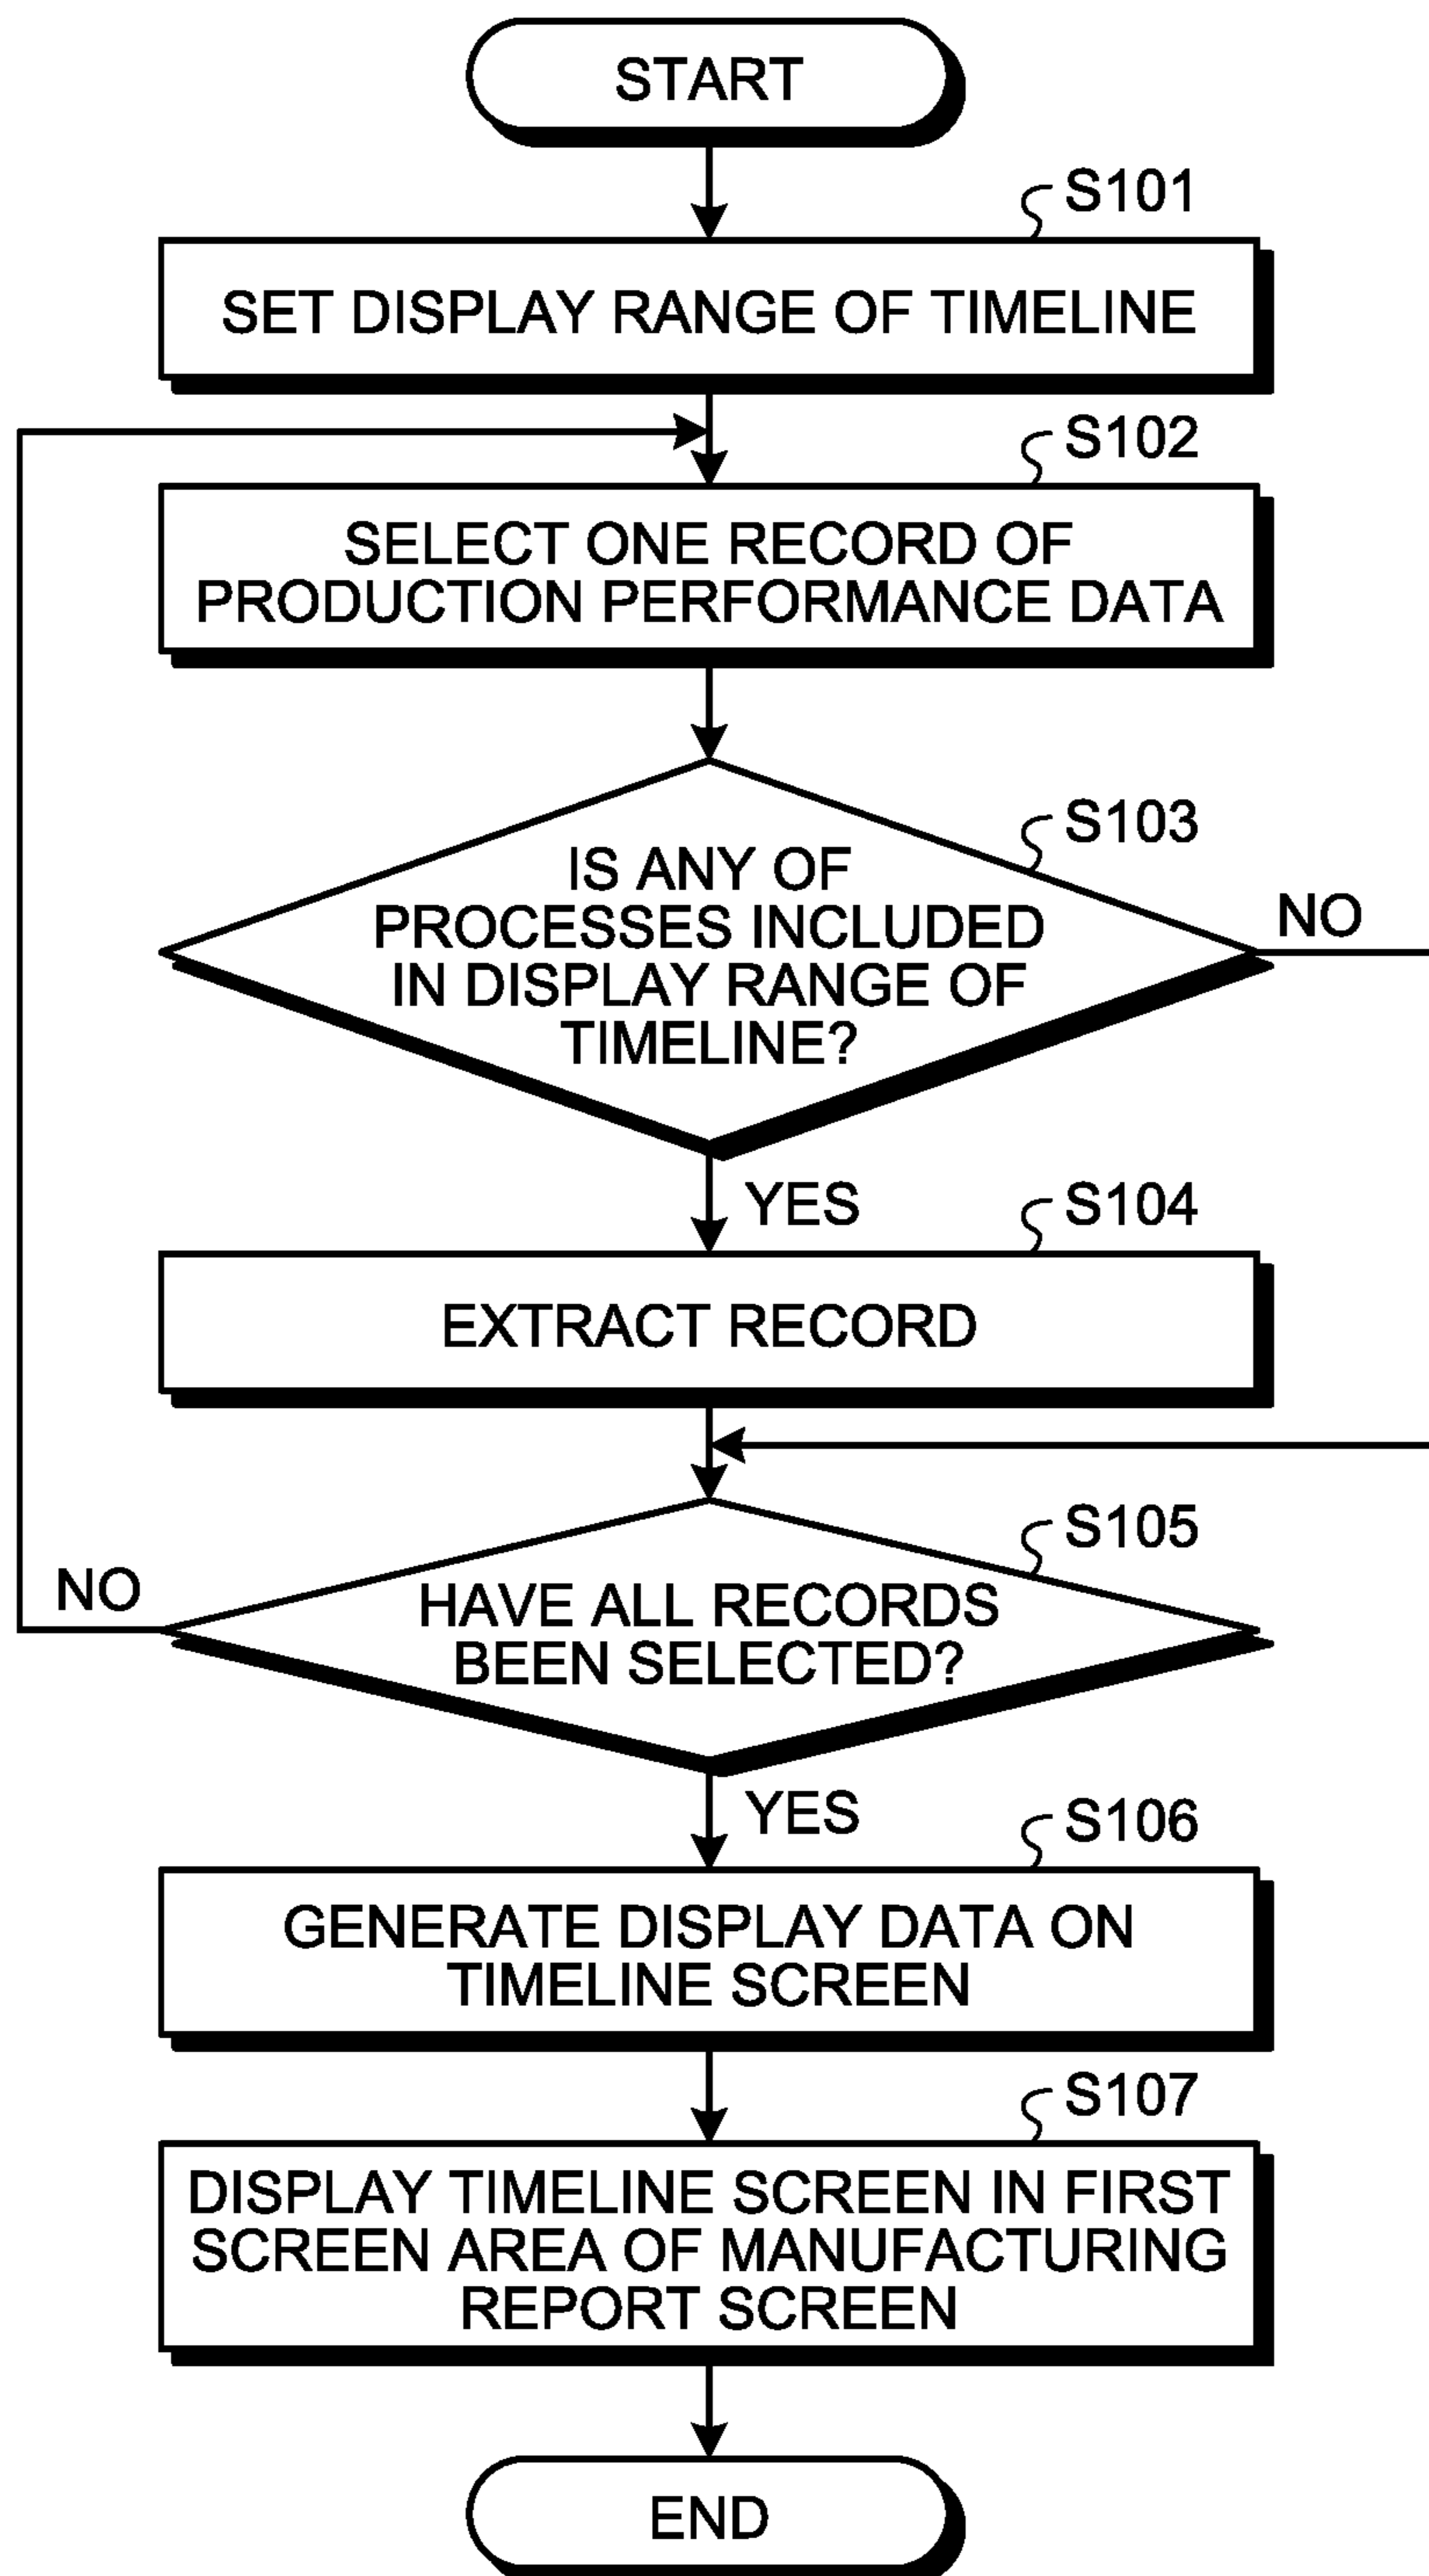 START
S101
SET DISPLAY RANGE OF TIMELINE
S102
SELECT ONE RECORD OF
PRODUCTION PERFORMANCE DATA
S103
IS ANY OF
PROCESSES INCLUDED
IN DISPLAY RANGE OF
TIMELINE?
NO
YES
S104
EXTRACT RECORD
S105
HAVE ALL RECORDS
BEEN SELECTED?
NO
YES
S106
GENERATE DISPLAY DATA ON
TIMELINE SCREEN
S107
DISPLAY TIMELINE SCREEN IN FIRST
SCREEN AREA OF MANUFACTURING
REPORT SCREEN
END